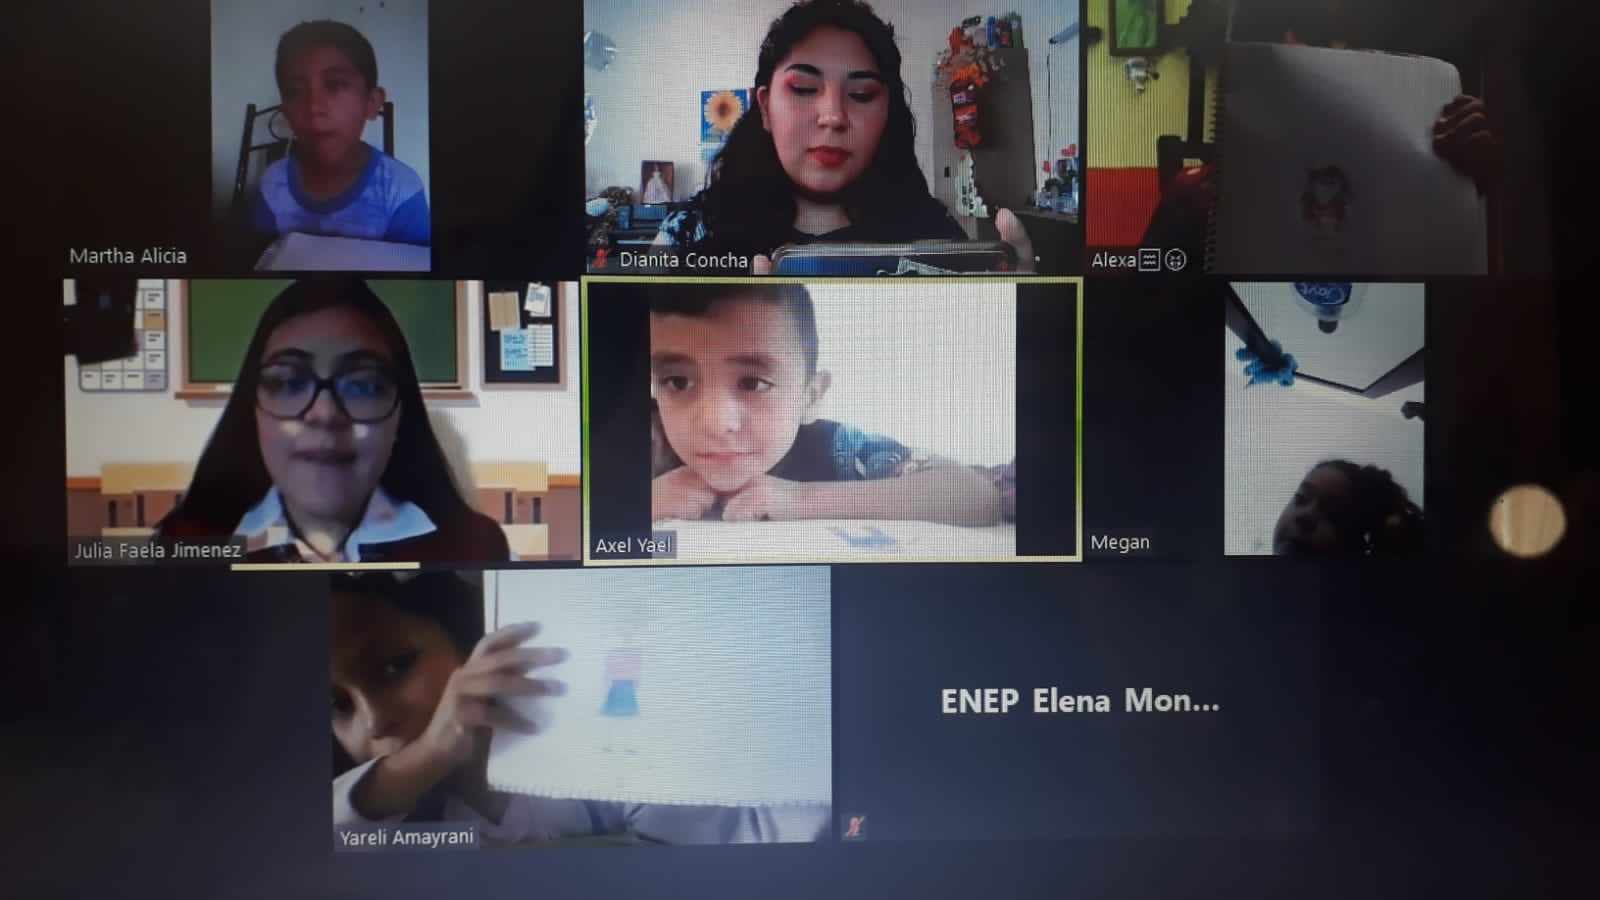 Martha Alicia
Dianita Concha
Alexa
Julia Faela Jimenez
Axel Yael
Megan
Yareli Amayrani
ENEP Elena Mon...